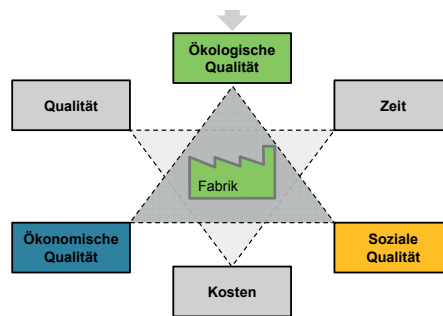 Ökologische
Qualität
Qualität
Zeit
Fabrik
Ökonomische
Qualität
Soziale
Qualität
Kosten